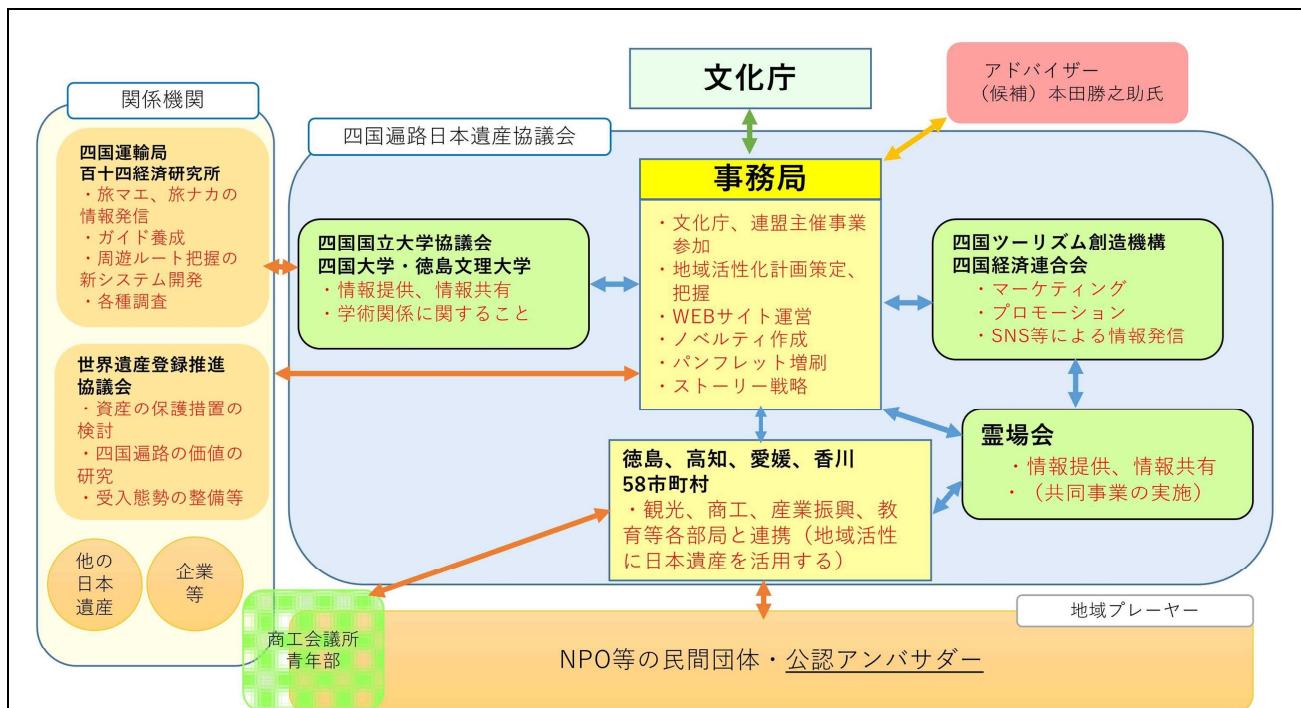 文化庁
アドバイザー
（候補）本田勝之助氏
関係機関
四国運輸局
百十四経済研究所
・旅マエ、旅ナカの
情報発信
・ガイド養成
・周遊ルート把握の
新システム開発
・各種調査
世界遺産登録推進
協議会
・資産の保護措置の
検討
・四国遍路の価値の
研究
・受入態勢の整備等
他の
日本
遺産
企業
等
四国遍路日本遺産協議会
四国国立大学協議会
四国大学・徳島文理大学
・情報提供、情報共有
・学術関係に関すること
事務局
・文化庁、連盟主催事業
参加
・地域活性化計画策定、
把握
・WEBサイト運営
・ノベルティ作成
・パンフレット増刷
・ストーリー戦略
四国ツーリズム創造機構
四国経済連合会
・マーケティング
・プロモーション
・SNS等による情報発信
霊場会
・情報提供、情報共有
・（共同事業の実施）
徳島、高知、愛媛、香川
58市町村
・観光、商工、産業振興、教
育等各部局と連携（地域活性
に日本遺産を活用する）
商工会議所
青年部
地域プレーヤー
NPO等の民間団体・公認アンバサダー